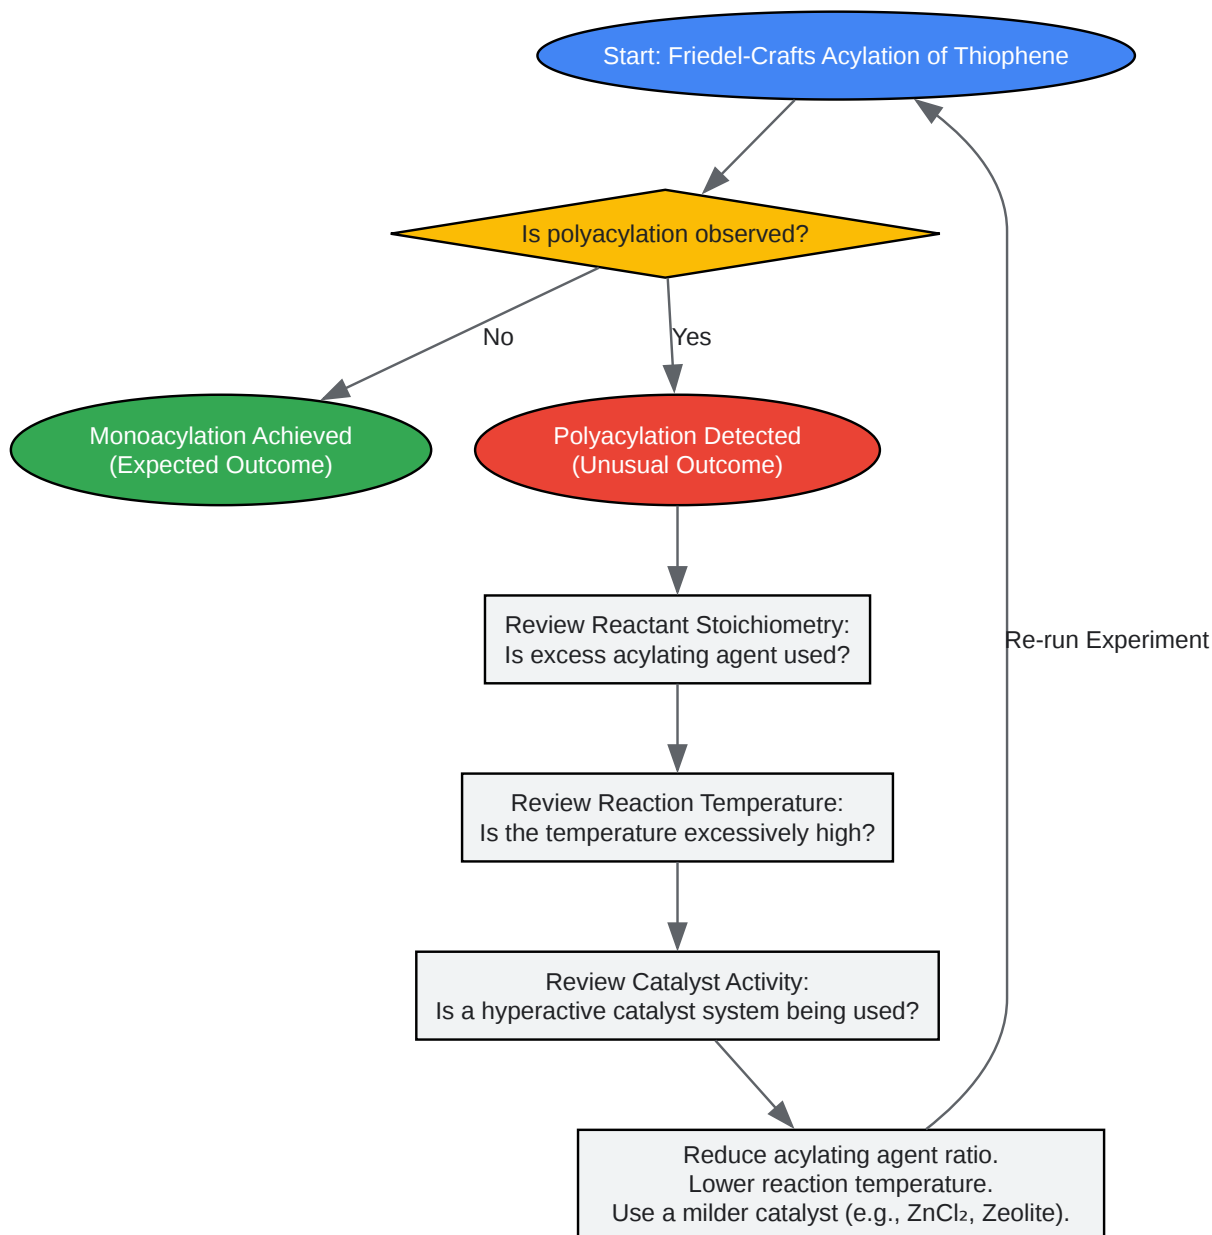 Start: Friedel-Crafts Acylation of Thiophene
Is polyacylation observed?
No
Yes
Monoacylation Achieved
(Expected Outcome)
Polyacylation Detected
(Unusual Outcome)
Review Reactant Stoichiometry:
Is excess acylating agent used?
Re-run Experiment
Review Reaction Temperature:
Is the temperature excessively high?
Review Catalyst Activity:
Is a hyperactive catalyst system being used?
Reduce acylating agent ratio.
Lower reaction temperature.
Use a milder catalyst (e.g., ZnCl₂, Zeolite).